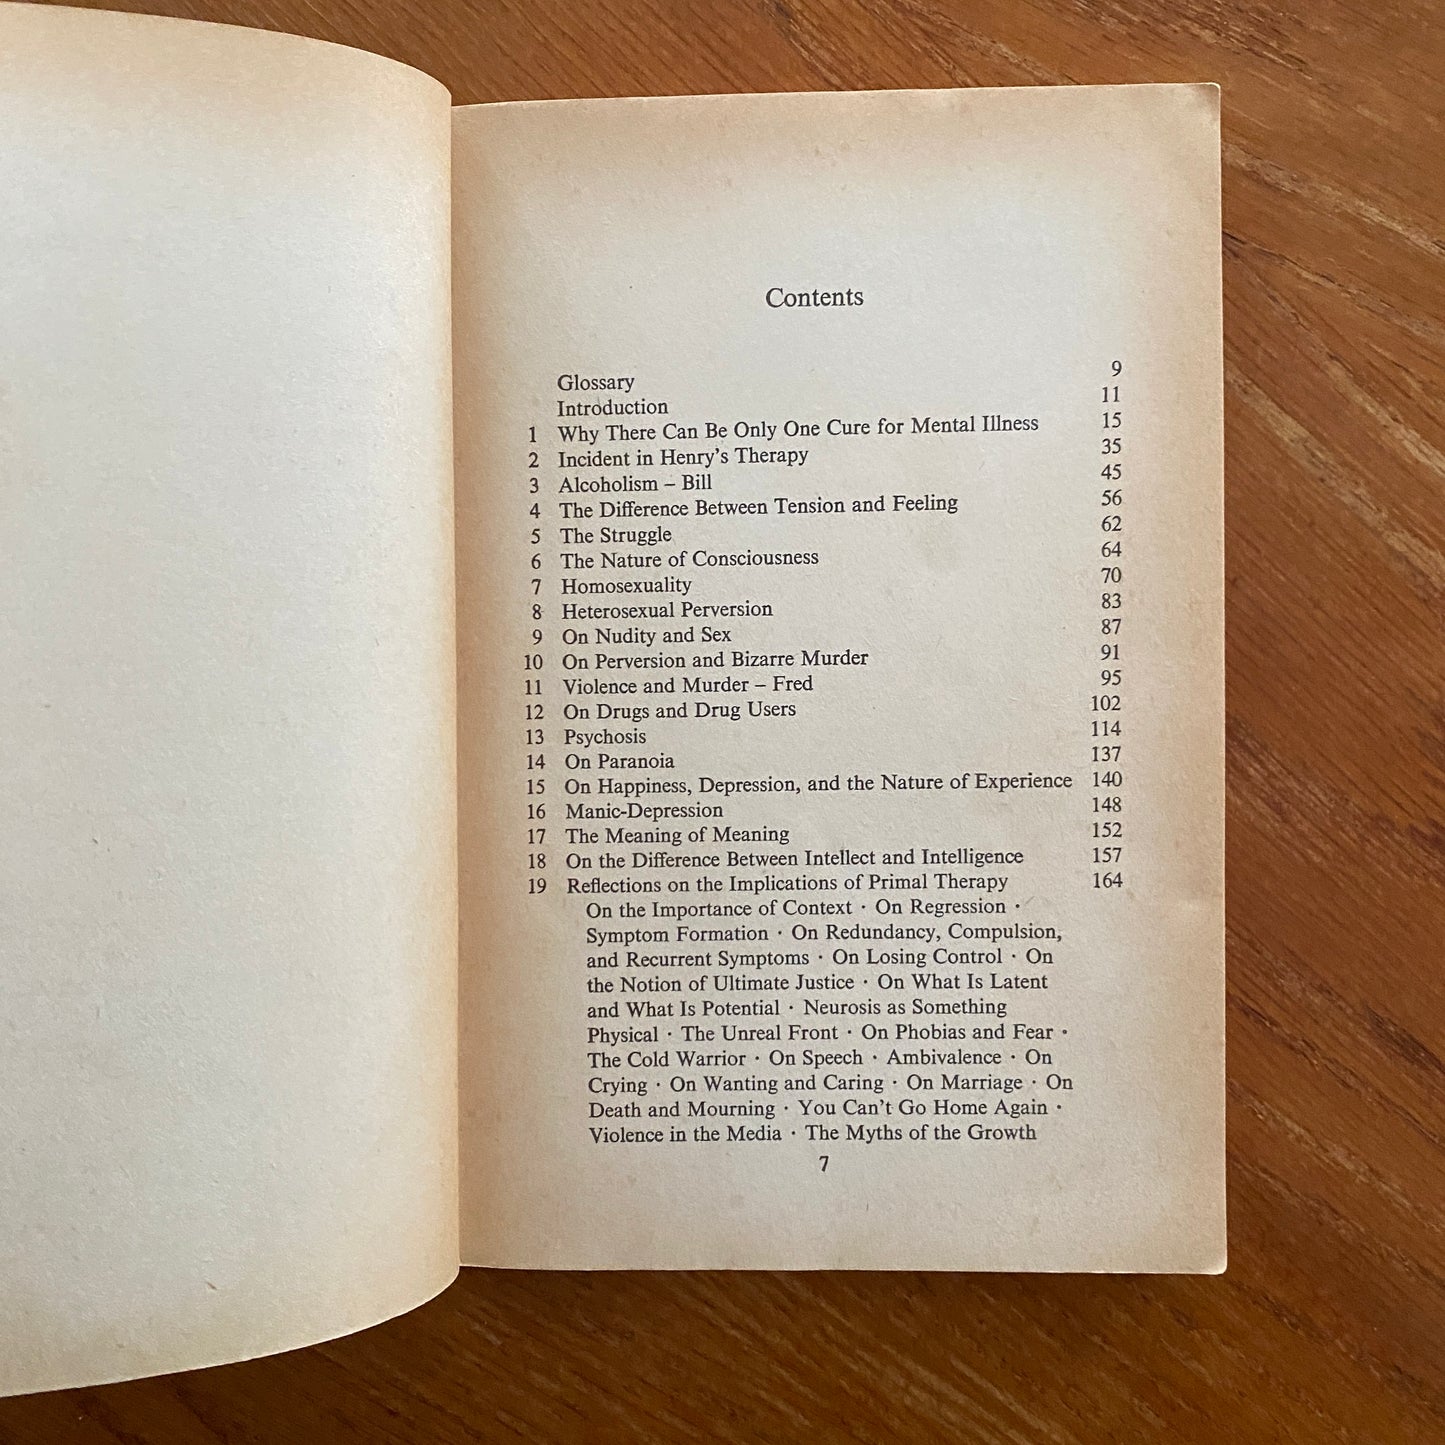 Contents
Glossary 9
Introduction 11
1 Why There Can Be Only One Cure for Mental Illness 15
2 Incident in Henry's Therapy 35
3 Alcoholism – Bill 45
4 The Difference Between Tension and Feeling 56
5 The Struggle 62
6 The Nature of Consciousness 64
7 Homosexuality 70
8 Heterosexual Perversion 83
9 On Nudity and Sex 87
10 On Perversion and Bizarre Murder 91
11 Violence and Murder – Fred 95
12 On Drugs and Drug Users 102
13 Psychosis 114
14 On Paranoia 137
15 On Happiness, Depression, and the Nature of Experience 140
16 Manic-Depression 148
17 The Meaning of Meaning 152
18 On the Difference Between Intellect and Intelligence 157
19 Reflections on the Implications of Primal Therapy 164
On the Importance of Context · On Regression ·
Symptom Formation · On Redundancy, Compulsion,
and Recurrent Symptoms · On Losing Control · On
the Notion of Ultimate Justice · On What Is Latent
and What Is Potential · Neurosis as Something
Physical · The Unreal Front · On Phobias and Fear ·
The Cold Warrior · On Speech · Ambivalence · On
Crying · On Wanting and Caring · On Marriage · On
Death and Mourning · You Can't Go Home Again ·
Violence in the Media · The Myths of the Growth
7